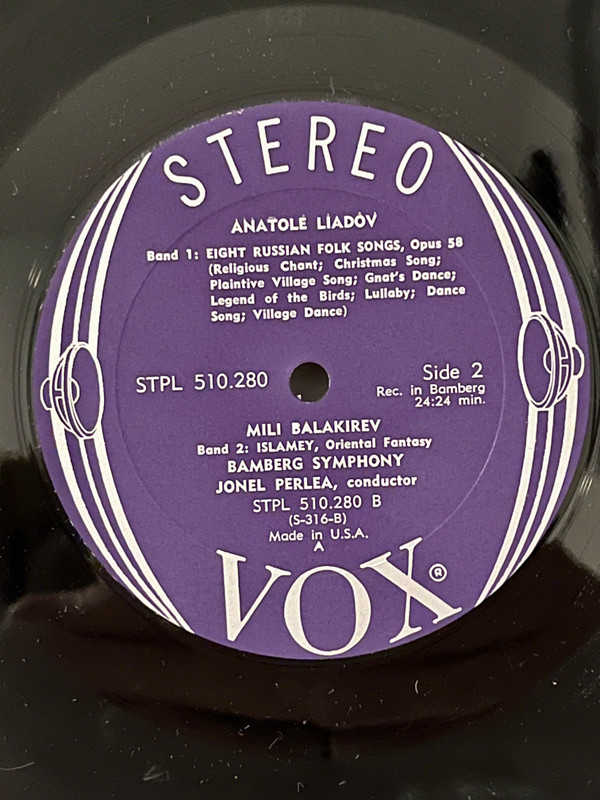 STEREO
ANATOLE LIADOV
Band 1: EIGHT RUSSIAN FOLK SONGS, Opus 58
(Religious Chant; Christmas Song;
Plaintive Village Song; Gnat's Dance;
Legend of the Birds; Lullaby; Dance
Song; Village Dance)
STPL 510.280
Side 2
Rec. in Bamberg
24:24 min.
MILI BALAKIREV
Band 2: ISLAMEY, Oriental Fantasy
BAMBERG SYMPHONY
JONEL PERLEA, conductor
STPL 510.280 B
(S-316-B)
Made in U.S.A.
A
VOX®